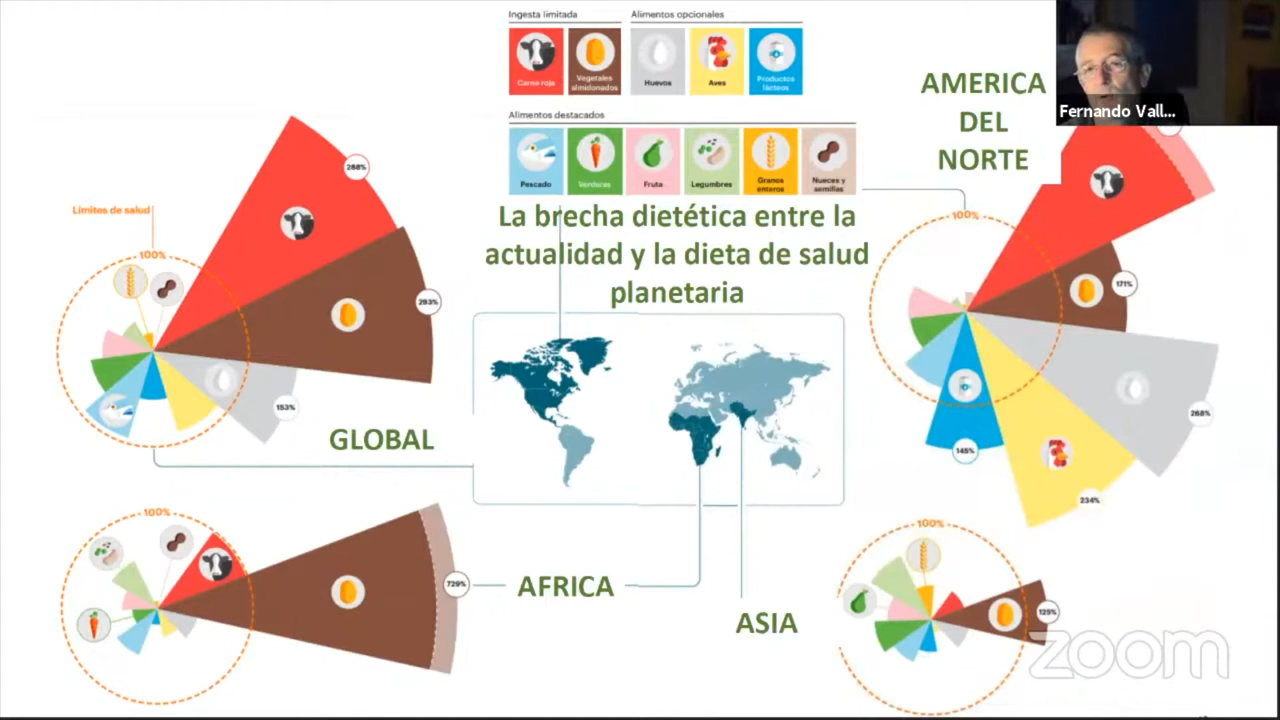 Ingesta limitada
Alimentos opcionales
Carne roja
Vegetales
almidonados
Huevos
Aves
Productos
lácteos
Alimentos destacados
Pescado
Verduras
Fruta
Legumbres
Granos
enteros
Nueces y
semillas
La brecha dietética entre la
actualidad y la dieta de salud
planetaria
AMERICA
DEL
NORTE
Fernando Vall...
Límites de salud
100%
288%
293%
153%
GLOBAL
100%
171%
268%
234%
145%
100%
729%
AFRICA
ASIA
100%
125%
zoom